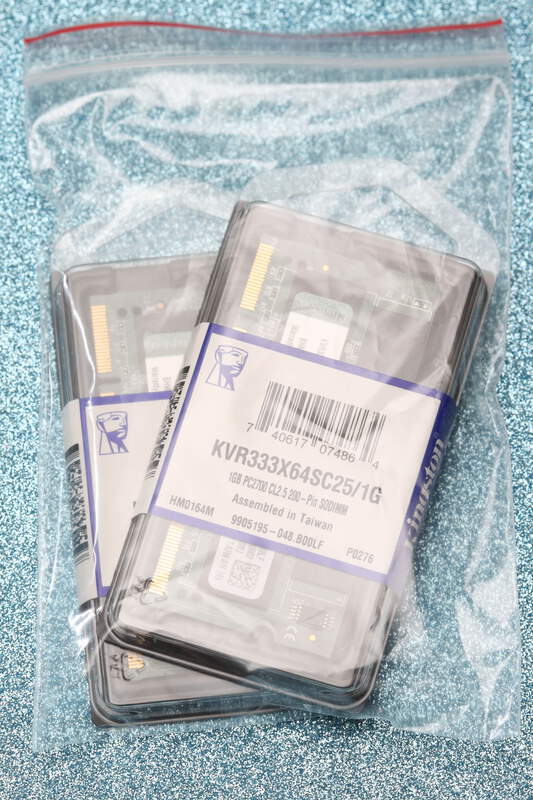 7 40617 07486 4
KVR333X64SC25/1G
1GB PC2700 CL2.5 200-Pin SODIMM
Assembled in Taiwan
HM0164M
9905195-048.B00LF
P0276